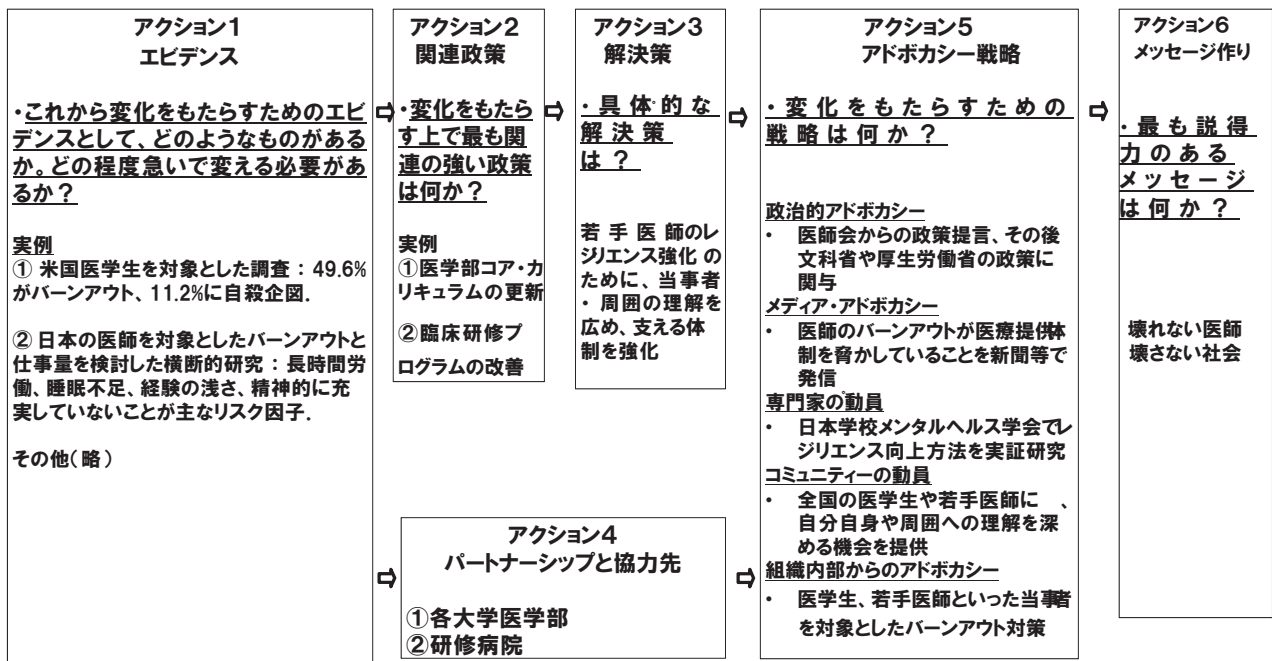 アクション1
エビデンス
・これから変化をもたらすためのエビ
デンスとして、どのようなものがある
か。どの程度急いで変える必要があ
るか？
実例
① 米国医学生を対象とした調査：49.6%
がバーンアウト、11.2%に自殺企図.
② 日本の医師を対象としたバーンアウトと
仕事量を検討した横断的研究：長時間労
働、睡眠不足、経験の浅さ、精神的に充
実していないことが主なリスク因子.
その他（略）
⇨
アクション2
関連政策
・変化をもたら
す上で最も関
連の強い政策
は何か？
実例
①医学部コア・カ
リキュラムの更新
②臨床研修プ
ログラムの改善
⇨
アクション3
解決策
・具体的な
解決策
は？
若手医師のレ
ジリエンス強化の
ために、当事者
・周囲の理解を
広め、支える体
制を強化
⇨
⇨
アクション4
パートナーシップと協力先
①各大学医学部
②研修病院
⇨
アクション5
アドボカシー戦略
・変化をもたらすための
戦略は何か？
政治的アドボカシー
・ 医師会からの政策提言、その後
文科省や厚生労働省の政策に
関与
メディア・アドボカシー
・ 医師のバーンアウトが医療提供体
制を脅かしていることを新聞等で
発信
専門家の動員
・ 日本学校メンタルヘルス学会でレ
ジリエンス向上方法を実証研究
コミュニティーの動員
・ 全国の医学生や若手医師に、
自分自身や周囲への理解を深
める機会を提供
組織内部からのアドボカシー
・ 医学生、若手医師といった当事者
を対象としたバーンアウト対策
⇨
アクション6
メッセージ作り
・最も説得
力のある
メッセージ
は何か？
壊れない医師
壊さない社会